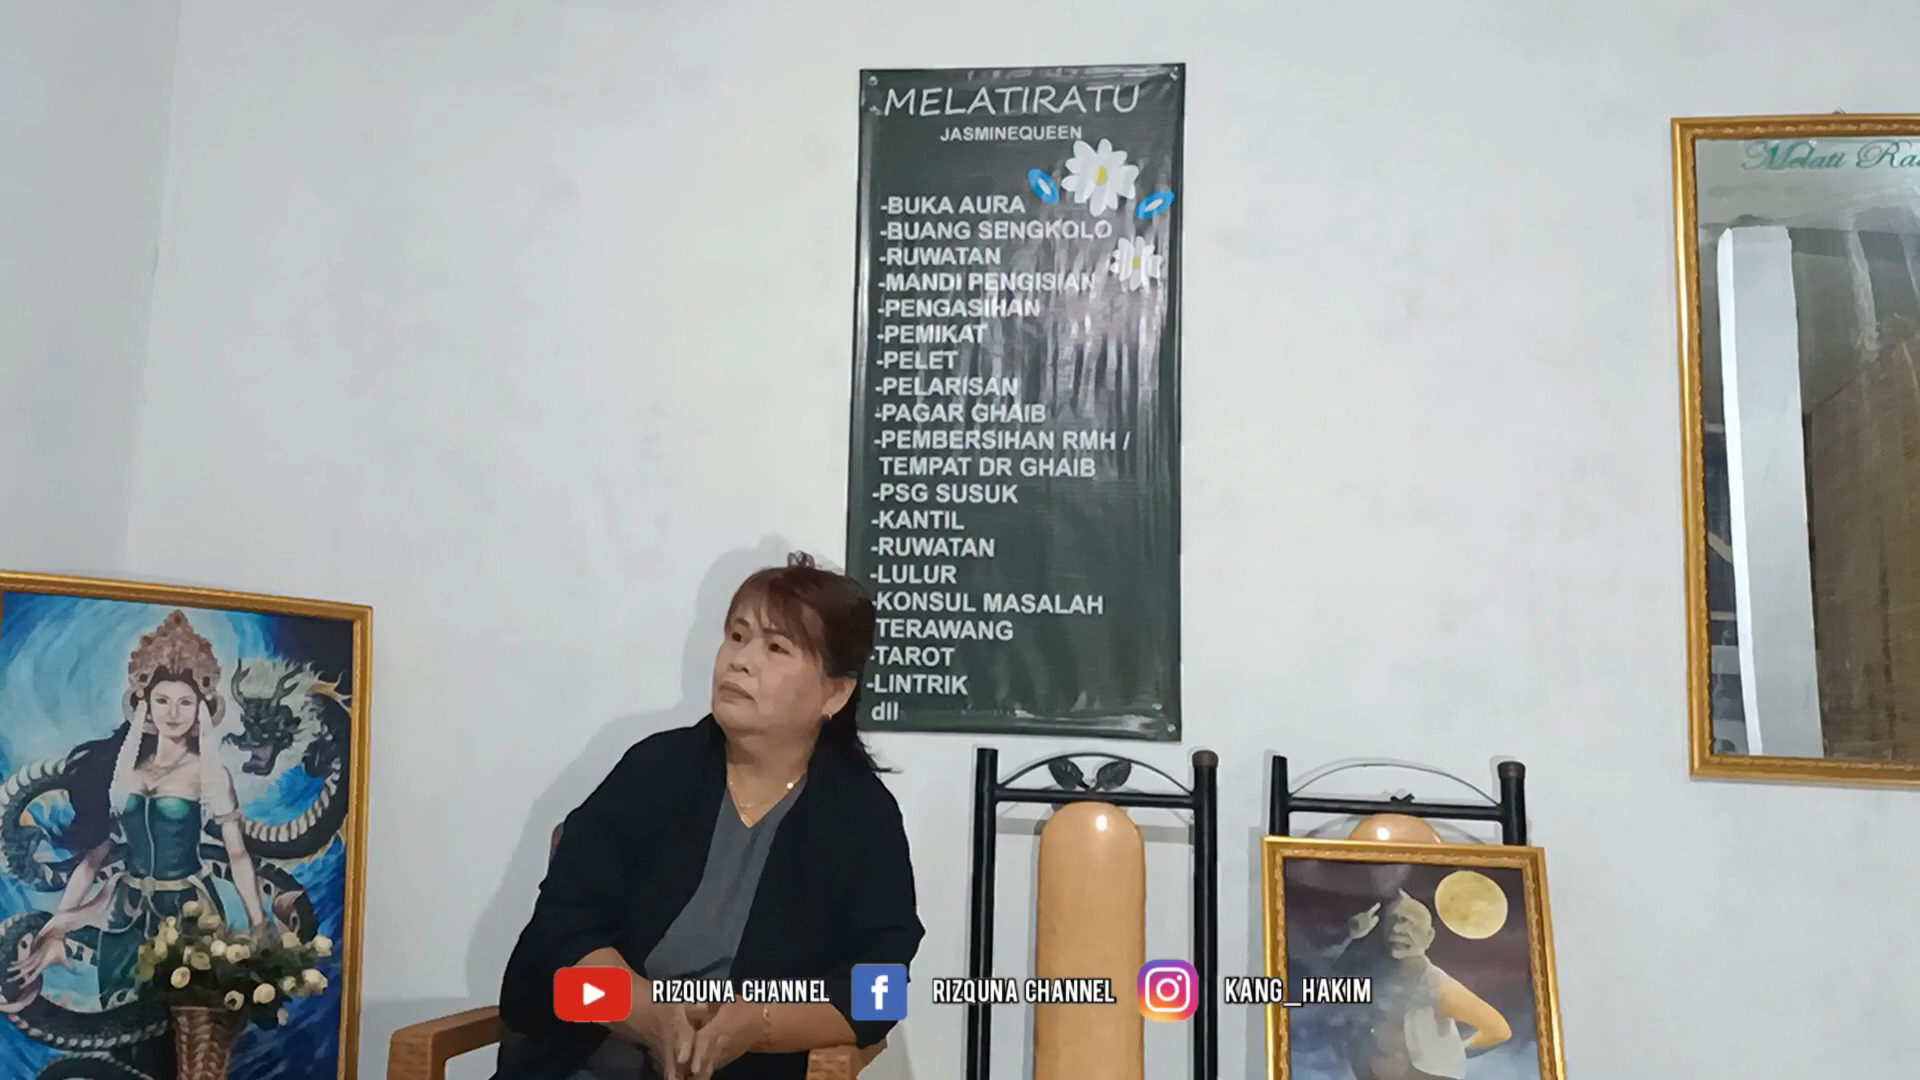 MELATIRATU
JASMINEQUEEN
-BUKA AURA
-BUANG SENGKOLO
-RUWATAN
-MANDI PENGISIAN
-PENGASIHAN
-PEMIKAT
-PELET
-PELARISAN
-PAGAR GHAIB
-PEMBERSIHAN RMH /
TEMPAT DR GHAIB
-PSG SUSUK
-KANTIL
-RUWATAN
-LULUR
-KONSUL MASALAH
TERAWANG
-TAROT
-LINTRIK
dll
Melati
RIZQUNA CHANNEL
f RIZQUNA CHANNEL
KANG_HAKIM